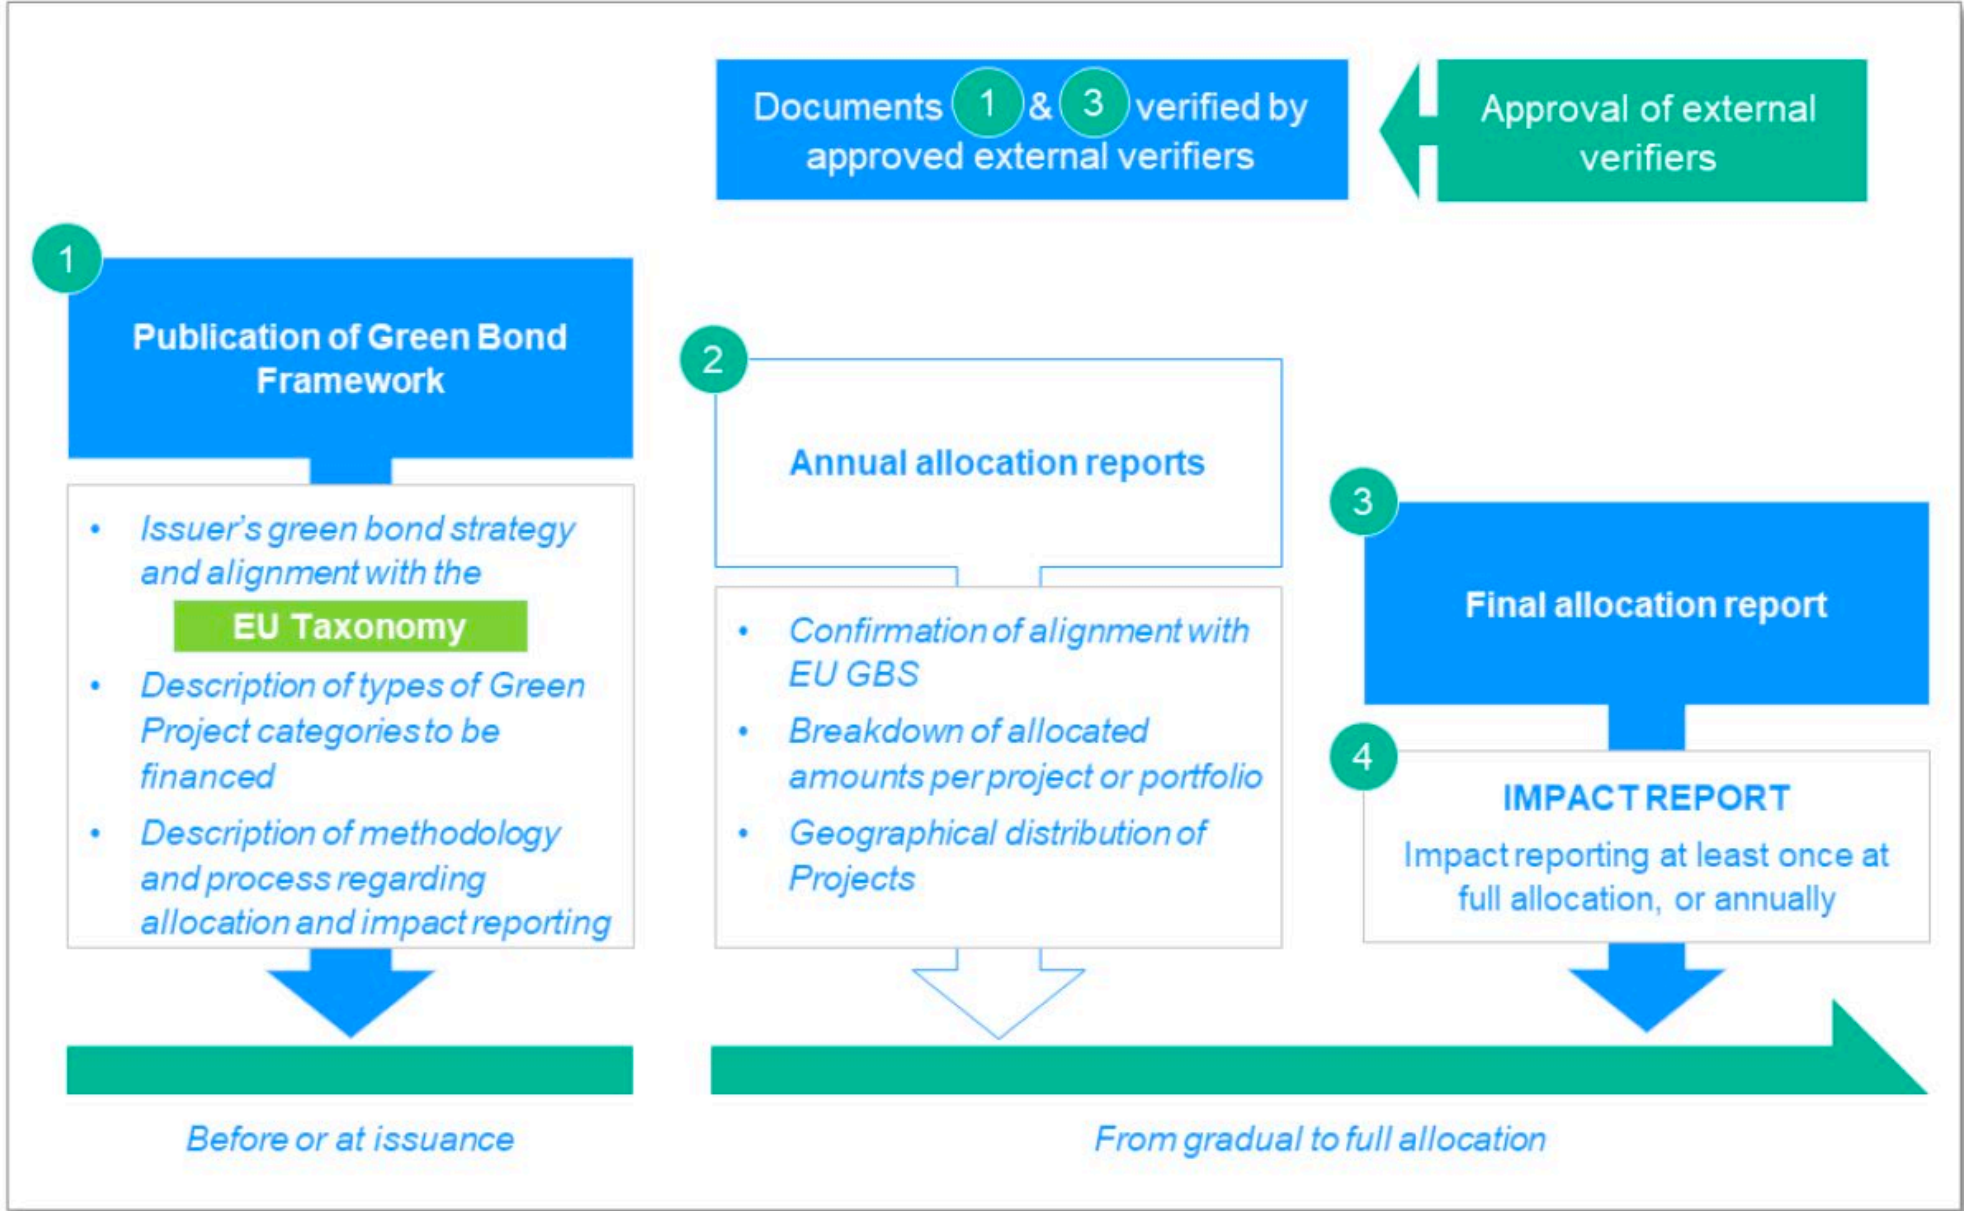 Documents 1 & 3 verified by
approved external verifiers
Approval of external
verifiers
1
Publication of Green Bond
Framework
• Issuer's green bond strategy
and alignment with the
EU Taxonomy
• Description of types of Green
Project categories to be
financed
• Description of methodology
and process regarding
allocation and impact reporting
2
Annual allocation reports
• Confirmation of alignment with
EU GBS
• Breakdown of allocated
amounts per project or portfolio
• Geographical distribution of
Projects
3
Final allocation report
4
IMPACT REPORT
Impact reporting at least once at
full allocation, or annually
Before or at issuance
From gradual to full allocation